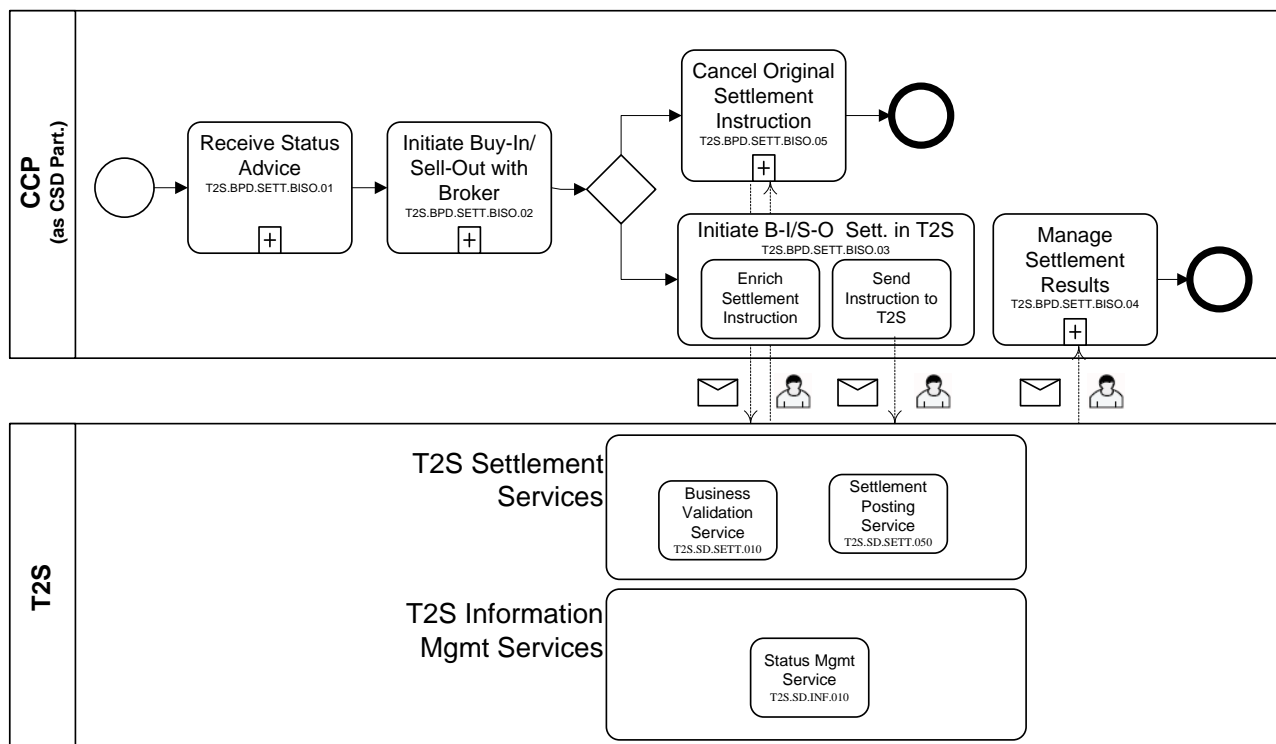 CCP
(as CSD Part.)
Receive Status
Advice
T2S.BPD.SETT.BISO.01
Initiate Buy-In/
Sell-Out with
Broker
T2S.BPD.SETT.BISO.02
Cancel Original
Settlement
Instruction
T2S.BPD.SETT.BISO.05
Initiate B-I/S-O Sett. in T2S
T2S.BPD.SETT.BISO.03
Enrich
Settlement
Instruction
Send
Instruction to
T2S
Manage
Settlement
Results
T2S.BPD.SETT.BISO.04
T2S
T2S Settlement
Services
Business
Validation
Service
T2S.SD.SETT.010
Settlement
Posting
Service
T2S.SD.SETT.050
T2S Information
Mgmt Services
Status Mgmt
Service
T2S.SD.INF.010